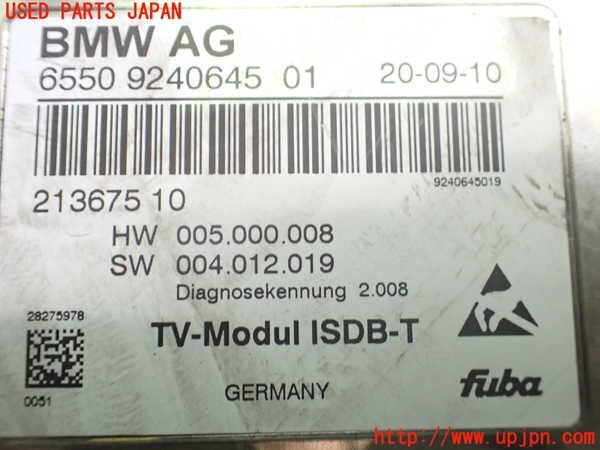 USED PARTS JAPAN
BMW AG
6550 9240645 01 20-09-10
9240645019
213675 10
HW 005.000.008
SW 004.012.019
Diagnosekennung 2.008
28275978
TV-Modul ISDB-T
0051
GERMANY
fuba
http://www.upjpn.com/